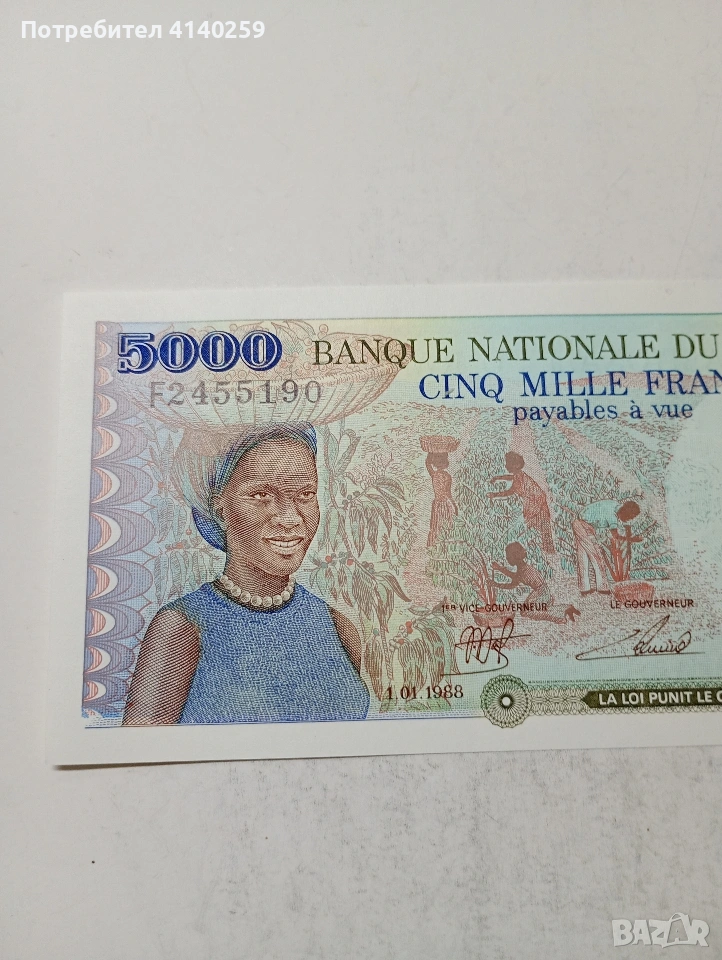 Потребител 4140259
5000 BANQUE NATIONALE DU
F2455190 CINQ MILLE FRAN
payables à vue
1ER VICE-GOUVERNEUR LE GOUVERNEUR
1.01.1988
LA LOI PUNIT LE C
BAZAR